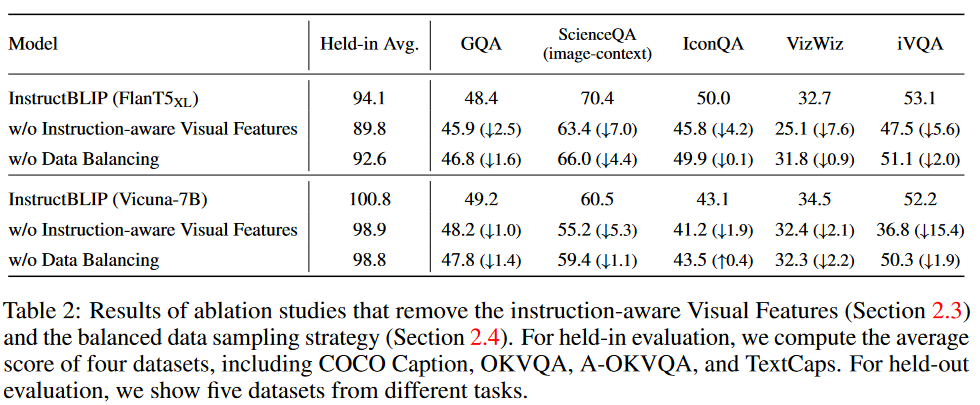 Model Held-in Avg. GQA ScienceQA (image-context) IconQA VizWiz iVQA
InstructBLIP (FlanT5XL) 94.1 48.4 70.4 50.0 32.7 53.1
w/o Instruction-aware Visual Features 89.8 45.9 (↓2.5) 63.4 (↓7.0) 45.8 (↓4.2) 25.1 (↓7.6) 47.5 (↓5.6)
w/o Data Balancing 92.6 46.8 (↓1.6) 66.0 (↓4.4) 49.9 (↓0.1) 31.8 (↓0.9) 51.1 (↓2.0)
InstructBLIP (Vicuna-7B) 100.8 49.2 60.5 43.1 34.5 52.2
w/o Instruction-aware Visual Features 98.9 48.2 (↓1.0) 55.2 (↓5.3) 41.2 (↓1.9) 32.4 (↓2.1) 36.8 (↓15.4)
w/o Data Balancing 98.8 47.8 (↓1.4) 59.4 (↓1.1) 43.5 (↑0.4) 32.3 (↓2.2) 50.3 (↓1.9)
Table 2: Results of ablation studies that remove the instruction-aware Visual Features (Section 2.3)
and the balanced data sampling strategy (Section 2.4). For held-in evaluation, we compute the average
score of four datasets, including COCO Caption, OKVQA, A-OKVQA, and TextCaps. For held-out
evaluation, we show five datasets from different tasks.